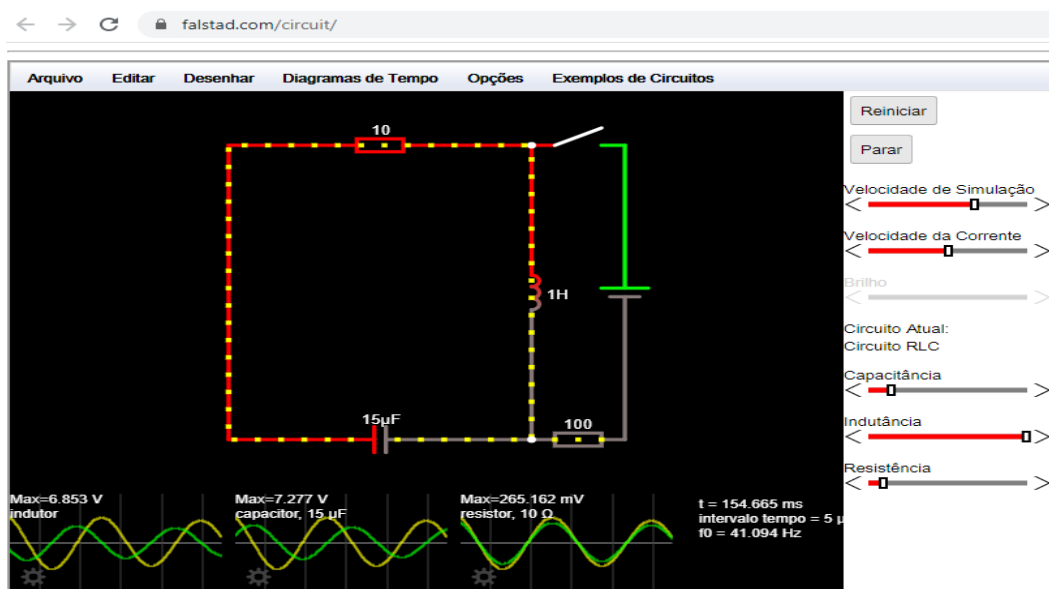 falstad.com/circuit/
Arquivo Editar Desenhar Diagramas de Tempo Opções Exemplos de Circuitos
Reiniciar
Parar
Velocidade de Simulação
Velocidade da Corrente
Brilho
Circuito Atual:
Circuito RLC
Capacitância
Indutância
Resistência
10
1H
15µF
100
Max=6.853 V
indutor
Max=7.277 V
capacitor, 15 µF
Max=265.162 mV
resistor, 10 Ω
t = 154.665 ms
intervalo tempo = 5 µ
f0 = 41.094 Hz